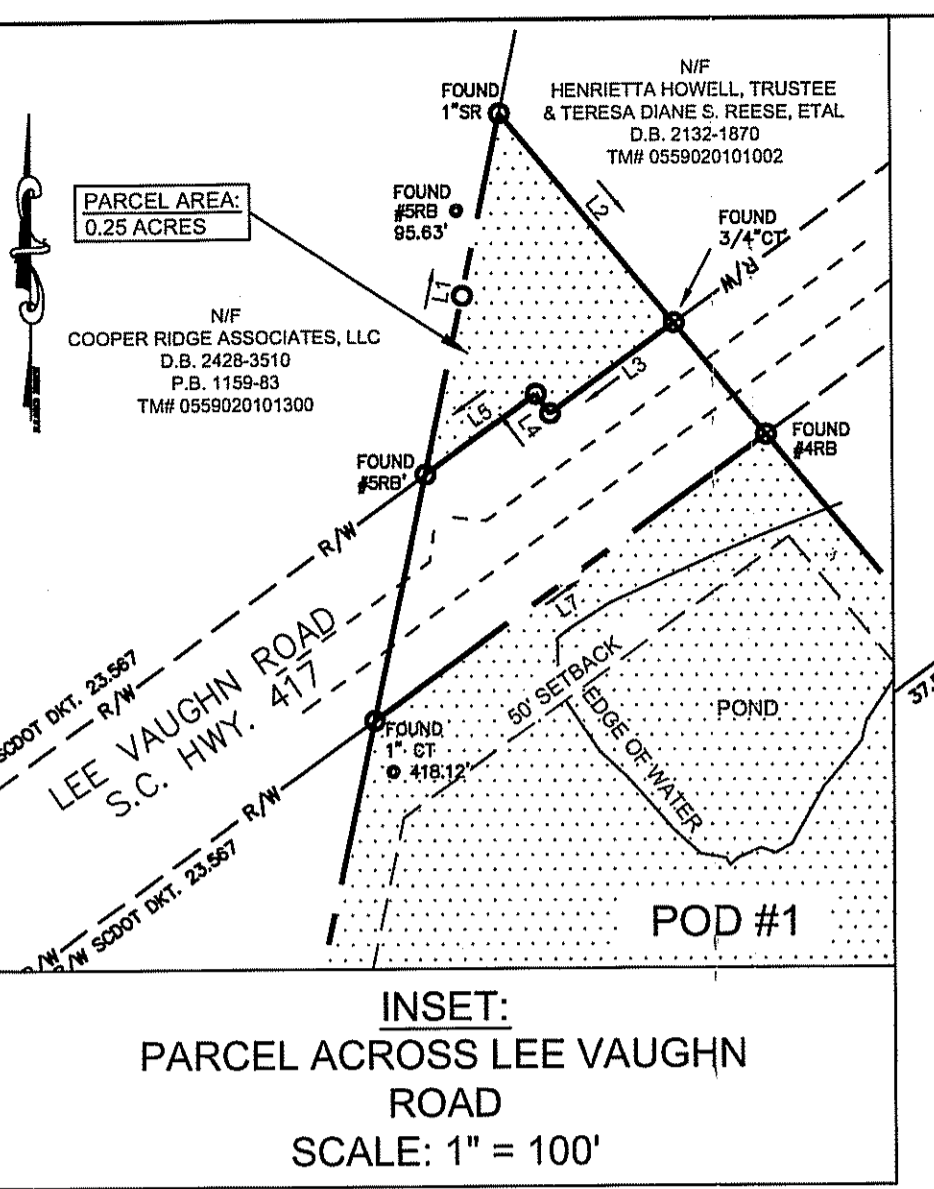 FOUND
1"SR
N/F
HENRIETTA HOWELL, TRUSTEE
& TERESA DIANE S. REESE, ETAL
D.B. 2132-1870
TM# 0559020101002
PARCEL AREA:
0.25 ACRES
FOUND
#5RB
95.63'
L2
FOUND
3/4"CT
R/W
L1
N/F
COOPER RIDGE ASSOCIATES, LLC
D.B. 2428-3510
P.B. 1159-83
TM# 0559020101300
L3
L5
L4
FOUND
#5RB'
FOUND
#4RB
R/W
L7
SCDOT DKT. 23.567
R/W
LEE VAUGHN ROAD
S.C. HWY. 417
50' SETBACK
EDGE OF WATER
POND
FOUND
1" CT
418.12'
R/W
R/W SCDOT DKT. 23.567
POD #1
INSET:
PARCEL ACROSS LEE VAUGHN
ROAD
SCALE: 1" = 100'